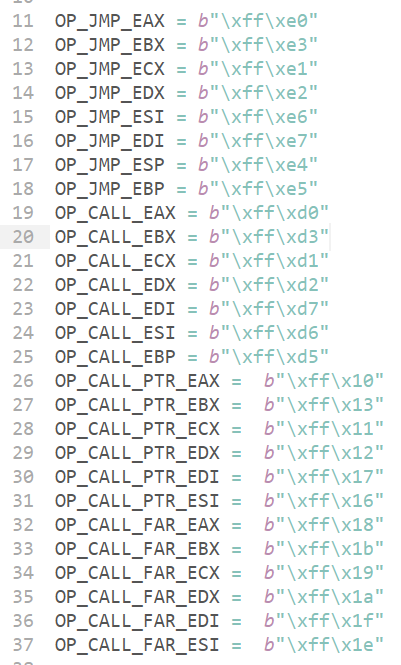 11 OP_JMP_EAX = b"\xff\xe0"
12 OP_JMP_EBX = b"\xff\xe3"
13 OP_JMP_ECX = b"\xff\xe1"
14 OP_JMP_EDX = b"\xff\xe2"
15 OP_JMP_ESI = b"\xff\xe6"
16 OP_JMP_EDI = b"\xff\xe7"
17 OP_JMP_ESP = b"\xff\xe4"
18 OP_JMP_EBP = b"\xff\xe5"
19 OP_CALL_EAX = b"\xff\xd0"
20 OP_CALL_EBX = b"\xff\xd3"
21 OP_CALL_ECX = b"\xff\xd1"
22 OP_CALL_EDX = b"\xff\xd2"
23 OP_CALL_EDI = b"\xff\xd7"
24 OP_CALL_ESI = b"\xff\xd6"
25 OP_CALL_EBP = b"\xff\xd5"
26 OP_CALL_PTR_EAX =  b"\xff\x10"
27 OP_CALL_PTR_EBX =  b"\xff\x13"
28 OP_CALL_PTR_ECX =  b"\xff\x11"
29 OP_CALL_PTR_EDX =  b"\xff\x12"
30 OP_CALL_PTR_EDI =  b"\xff\x17"
31 OP_CALL_PTR_ESI =  b"\xff\x16"
32 OP_CALL_FAR_EAX =  b"\xff\x18"
33 OP_CALL_FAR_EBX =  b"\xff\x1b"
34 OP_CALL_FAR_ECX =  b"\xff\x19"
35 OP_CALL_FAR_EDX =  b"\xff\x1a"
36 OP_CALL_FAR_EDI =  b"\xff\x1f"
37 OP_CALL_FAR_ESI =  b"\xff\x1e"